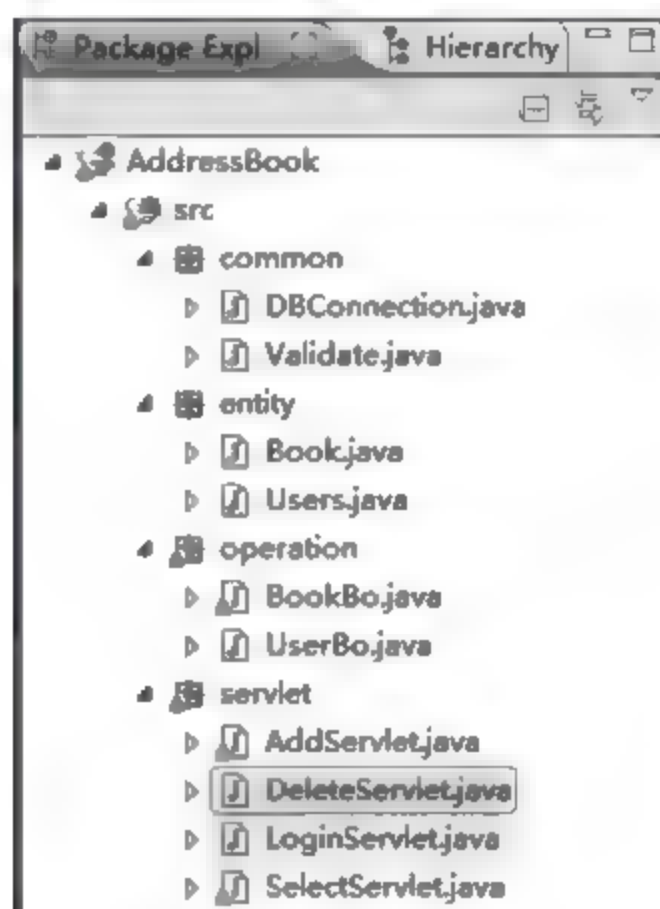 Package Expl Hierarchy
AddressBook
src
common
DBConnection.java
Validate.java
entity
Book.java
Users.java
operation
BookBo.java
UserBo.java
servlet
AddServlet.java
DeleteServlet.java
LoginServlet.java
SelectServlet.java